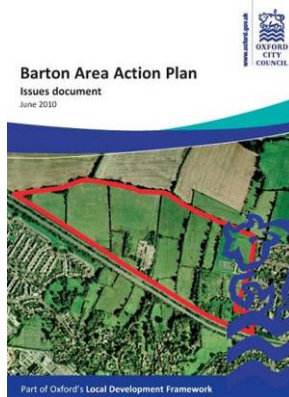 www.oxford.gov.uk
OXFORD
CITY
COUNCIL
Barton Area Action Plan
Issues document
June 2010
Part of Oxford's Local Development Framework